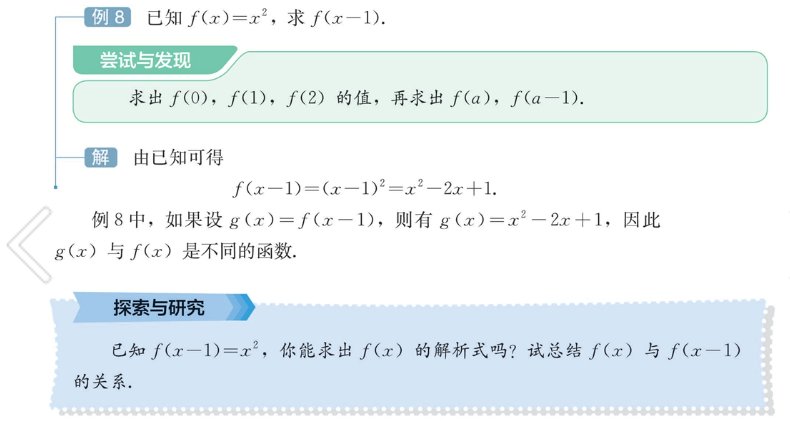 例 8 已知 f(x)=x²，求 f(x-1).
尝试与发现
求出 f(0)，f(1)，f(2) 的值，再求出 f(a)，f(a-1).
解 由已知可得
f(x-1)=(x-1)²=x²-2x+1.
例 8 中，如果设 g(x)=f(x-1)，则有 g(x)=x²-2x+1，因此
g(x) 与 f(x) 是不同的函数.
探索与研究
已知 f(x-1)=x²，你能求出 f(x) 的解析式吗？试总结 f(x) 与 f(x-1)
的关系.